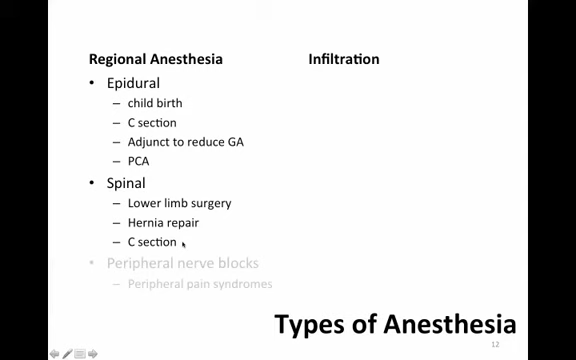 Regional Anesthesia
• Epidural
– child birth
– C section
– Adjunct to reduce GA
– PCA
• Spinal
– Lower limb surgery
– Hernia repair
– C section
• Peripheral nerve blocks
– Peripheral pain syndromes
Infiltration
Types of Anesthesia
12